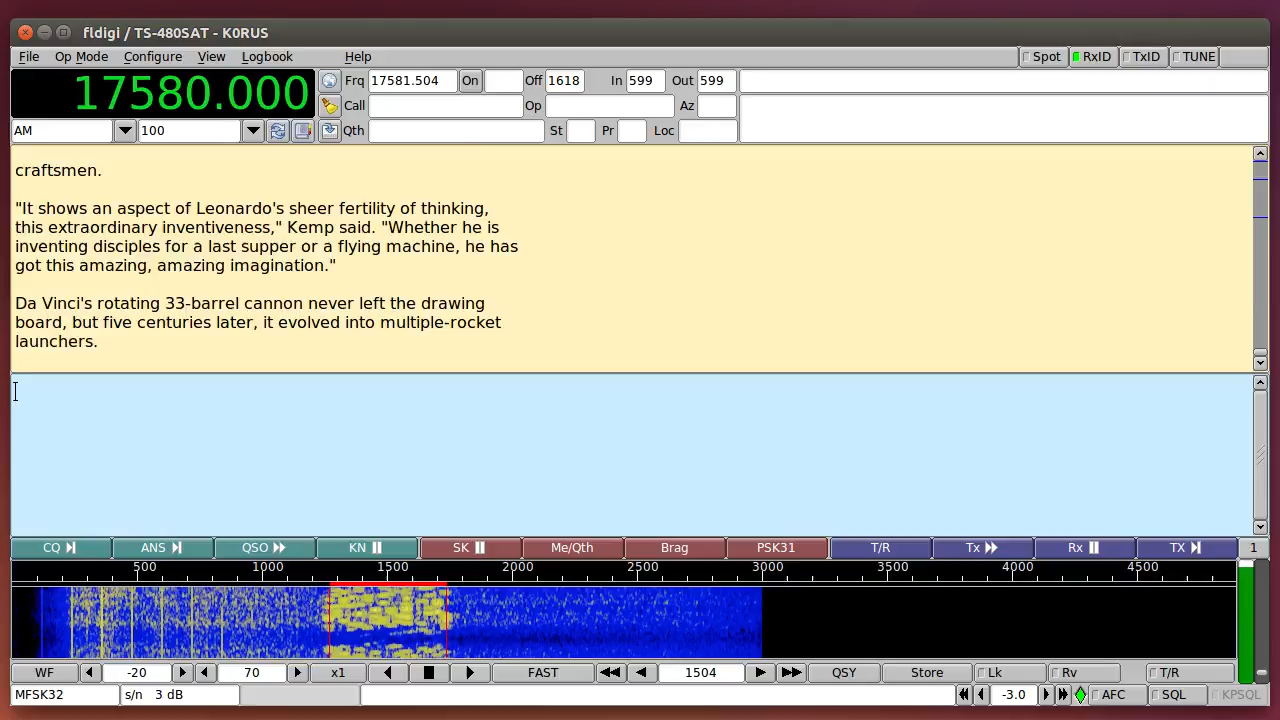 fldigi / TS-480SAT - K0RUS
File Op Mode Configure View Logbook Help Spot RxID TxID TUNE
17580.000
Frq 17581.504 On Off 1618 In 599 Out 599
Call Op Az
AM 100 Qth St Pr Loc
craftsmen.
"It shows an aspect of Leonardo's sheer fertility of thinking,
this extraordinary inventiveness," Kemp said. "Whether he is
inventing disciples for a last supper or a flying machine, he has
got this amazing, amazing imagination."
Da Vinci's rotating 33-barrel cannon never left the drawing
board, but five centuries later, it evolved into multiple-rocket
launchers.
CQ ANS QSO KN SK Me/Qth Brag PSK31 T/R Tx Rx TX 1
500 1000 1500 2000 2500 3000 3500 4000 4500
WF -20 70 x1 FAST 1504 QSY Store Lk Rv T/R
MFSK32 s/n 3 dB -3.0 AFC SQL KPSQL